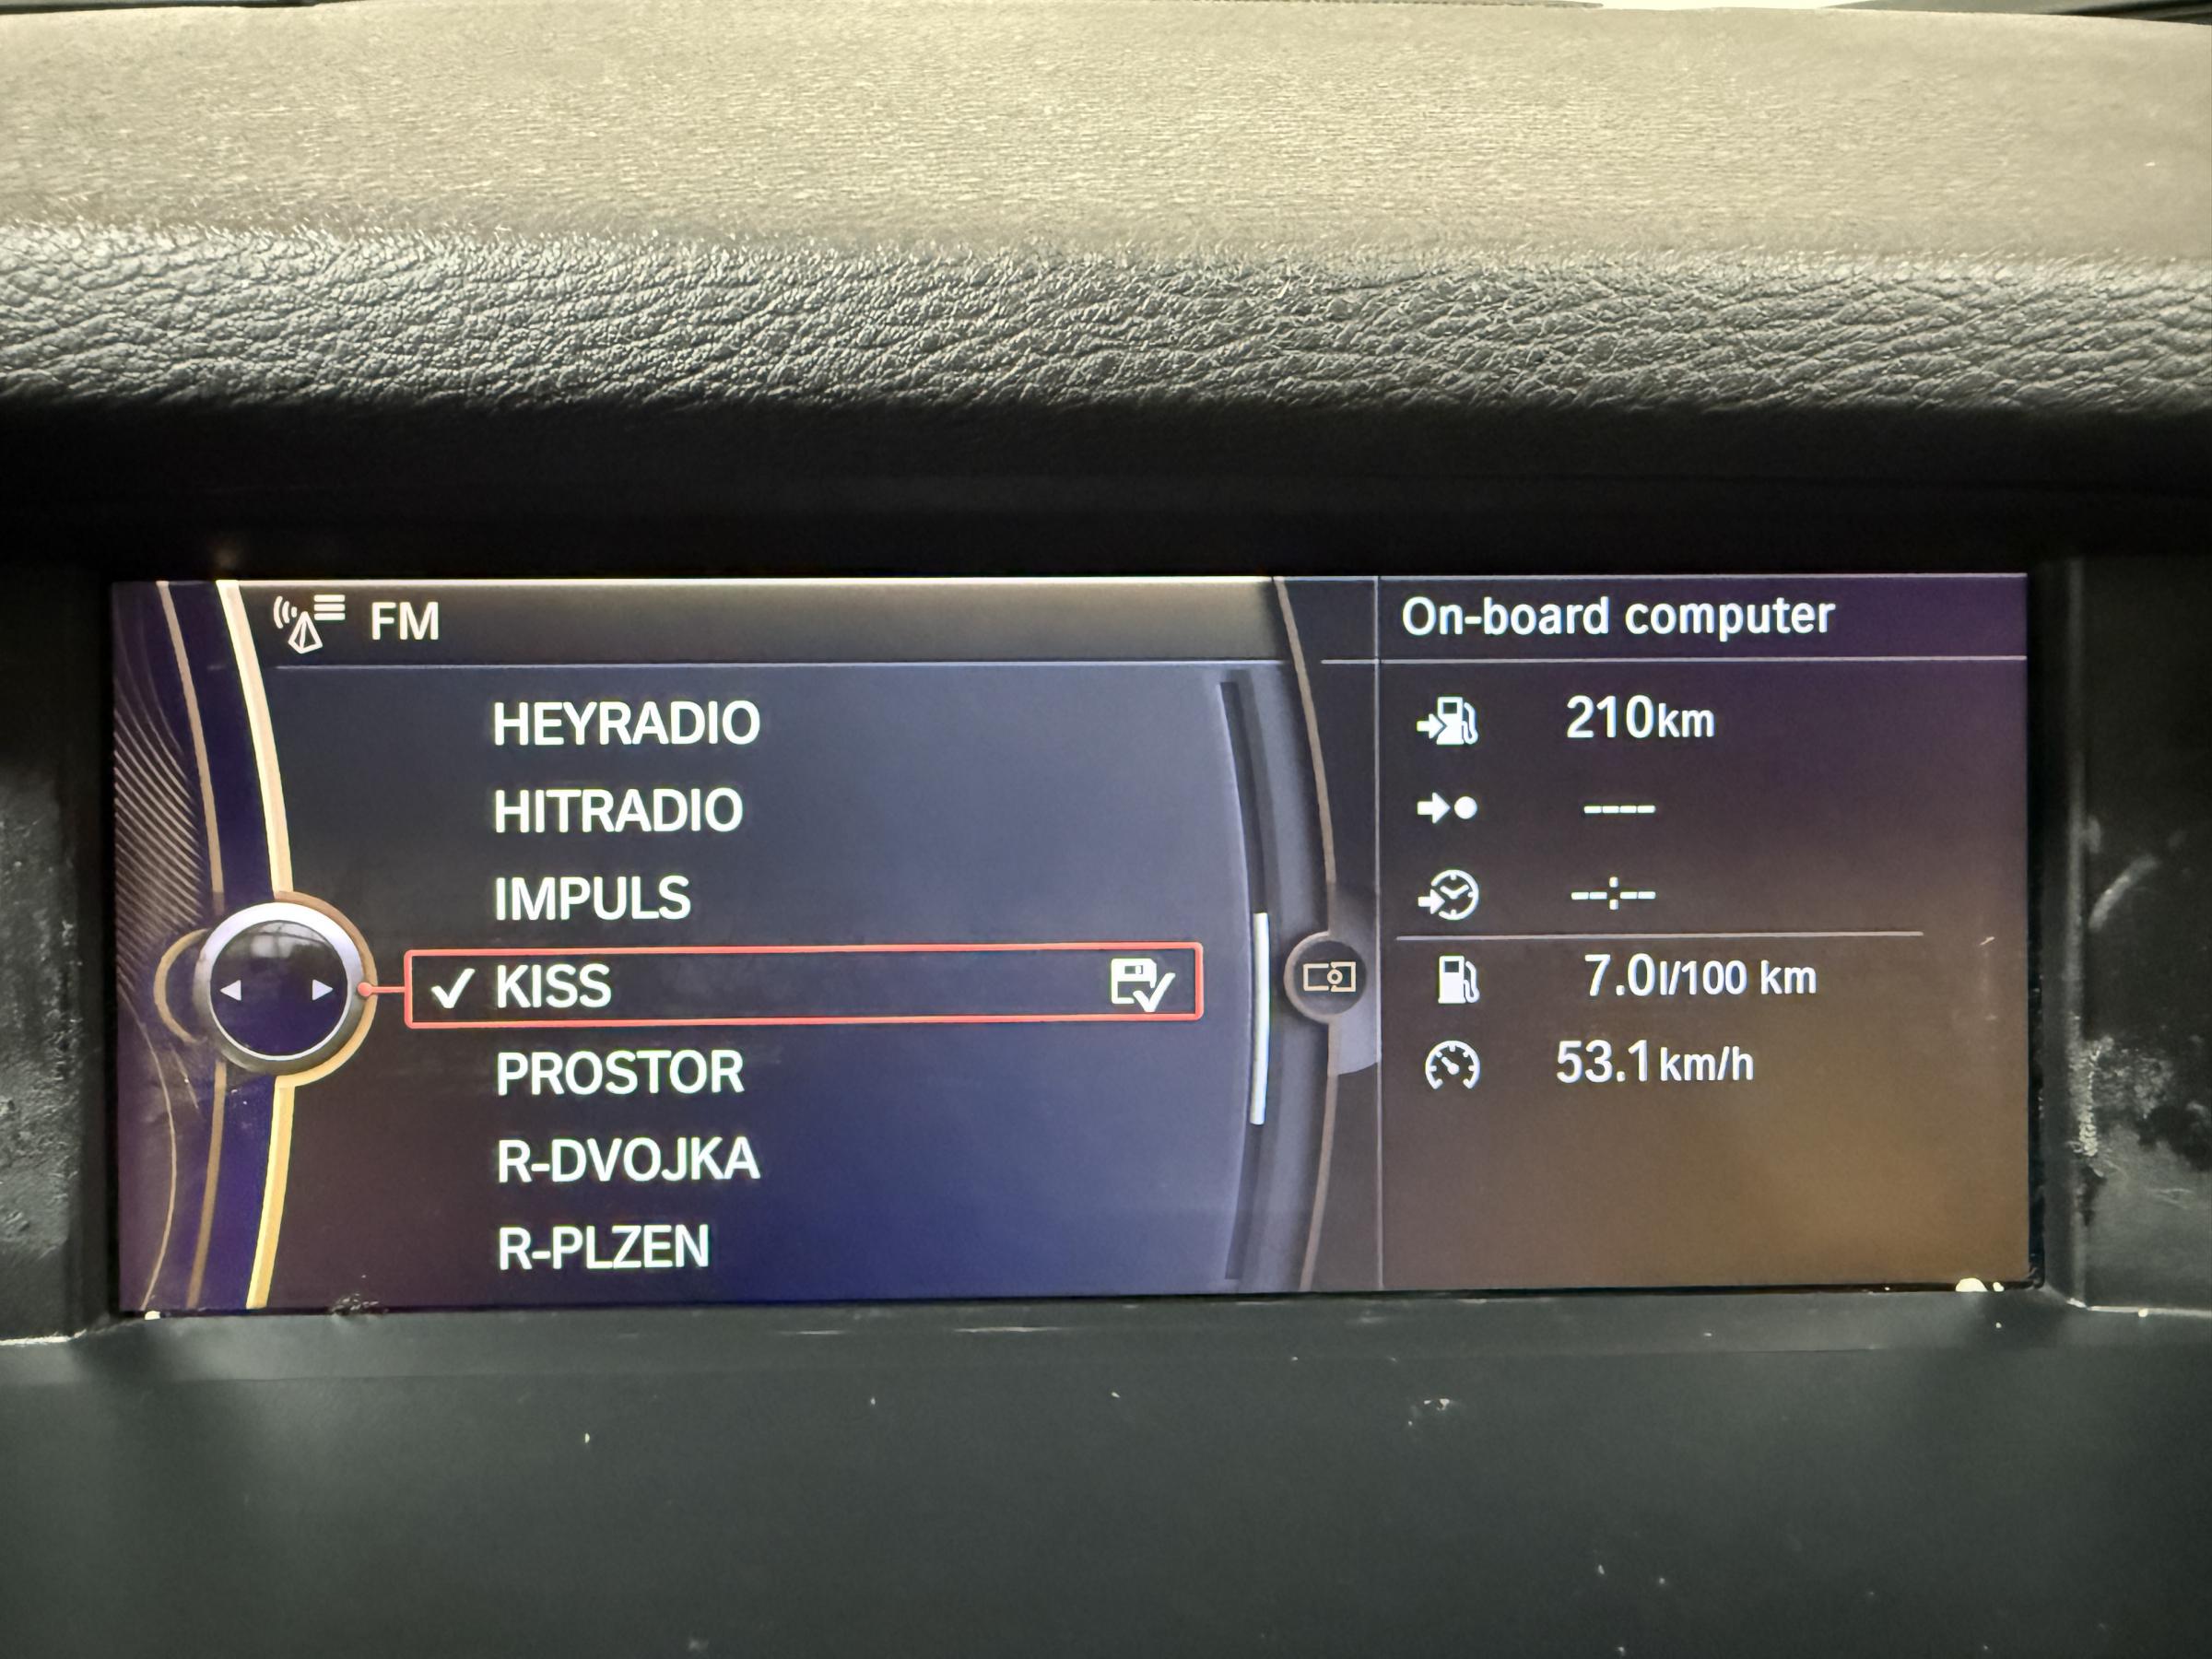 FM
HEYRADIO
HITRADIO
IMPULS
KISS
PROSTOR
R-DVOJKA
R-PLZEN
On-board computer
210km
----
--:--
7.0l/100 km
53.1km/h